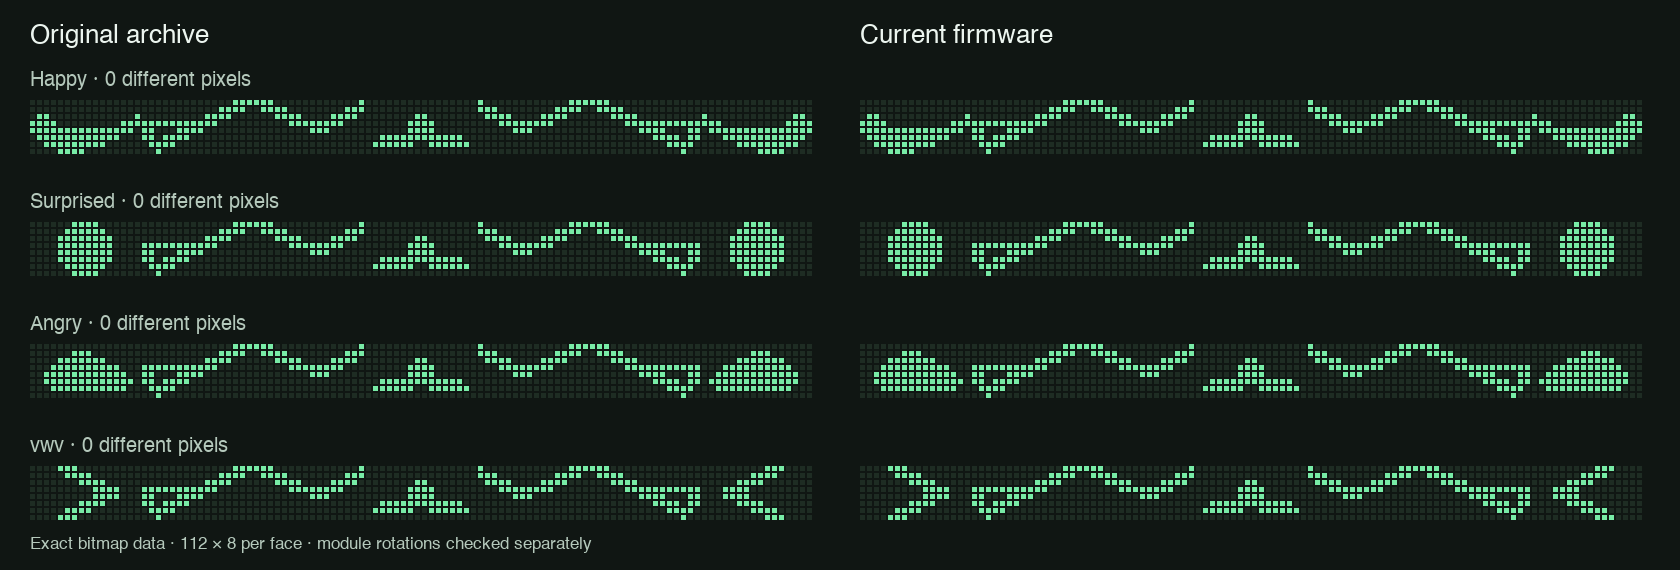 Original archive
Current firmware
Happy · 0 different pixels
Surprised · 0 different pixels
Angry · 0 different pixels
vwv · 0 different pixels
Exact bitmap data · 112 × 8 per face · module rotations checked separately